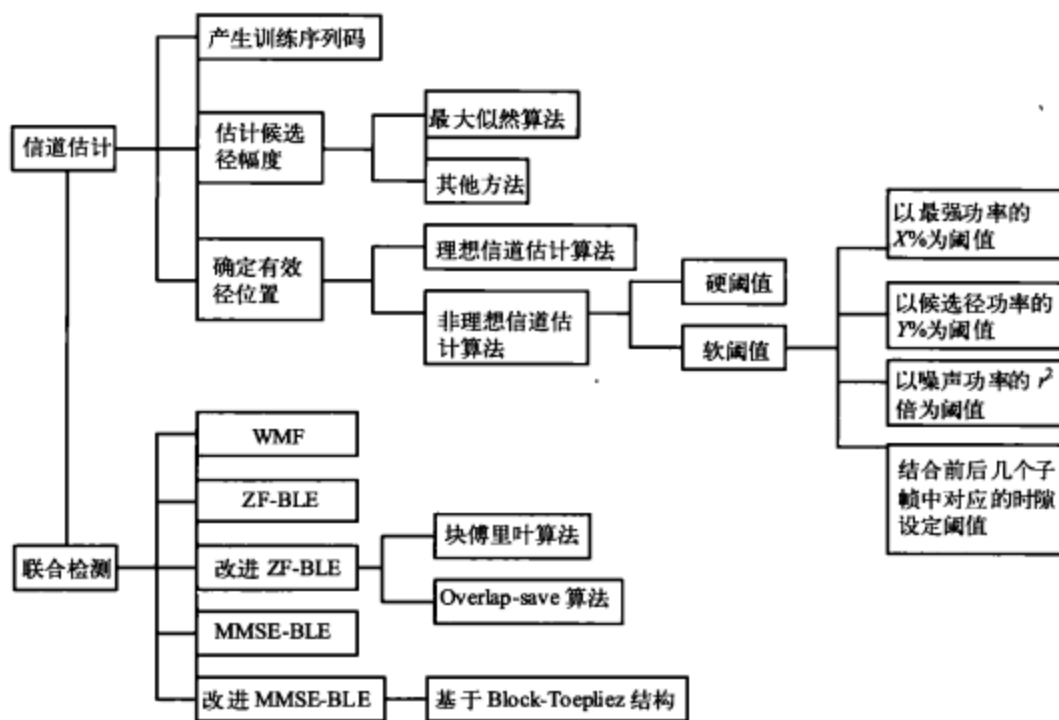 产生训练序列码
信道估计
估计候选
径幅度
最大似然算法
其他方法
确定有效
径位置
理想信道估计算法
非理想信道估
计算法
硬阈值
软阈值
以最强功率的
X%为阈值
以候选径功率的
Y%为阈值
以噪声功率的 r²
倍为阈值
结合前后几个子
帧中对应的时隙
设定阈值
联合检测
WMF
ZF-BLE
改进 ZF-BLE
块傅里叶算法
Overlap-save 算法
MMSE-BLE
改进 MMSE-BLE
基于 Block-Toepliez 结构